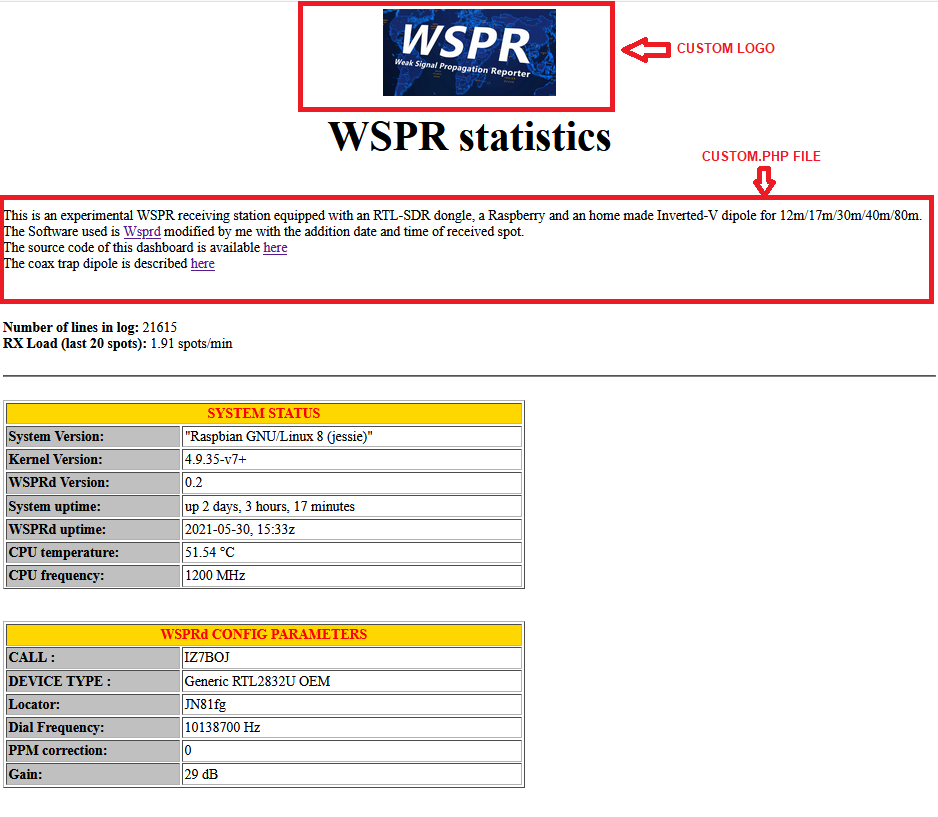 WSPR
Weak Signal Propagation Reporter
CUSTOM LOGO
WSPR statistics
CUSTOM.PHP FILE
This is an experimental WSPR receiving station equipped with an RTL-SDR dongle, a Raspberry and an home made Inverted-V dipole for 12m/17m/30m/40m/80m.
The Software used is Wsprd modified by me with the addition date and time of received spot.
The source code of this dashboard is available here
The coax trap dipole is described here
Number of lines in log: 21615
RX Load (last 20 spots): 1.91 spots/min
SYSTEM STATUS
System Version: "Raspbian GNU/Linux 8 (jessie)"
Kernel Version: 4.9.35-v7+
WSPRd Version: 0.2
System uptime: up 2 days, 3 hours, 17 minutes
WSPRd uptime: 2021-05-30, 15:33z
CPU temperature: 51.54 °C
CPU frequency: 1200 MHz
WSPRd CONFIG PARAMETERS
CALL : IZ7BOJ
DEVICE TYPE : Generic RTL2832U OEM
Locator: JN81fg
Dial Frequency: 10138700 Hz
PPM correction: 0
Gain: 29 dB